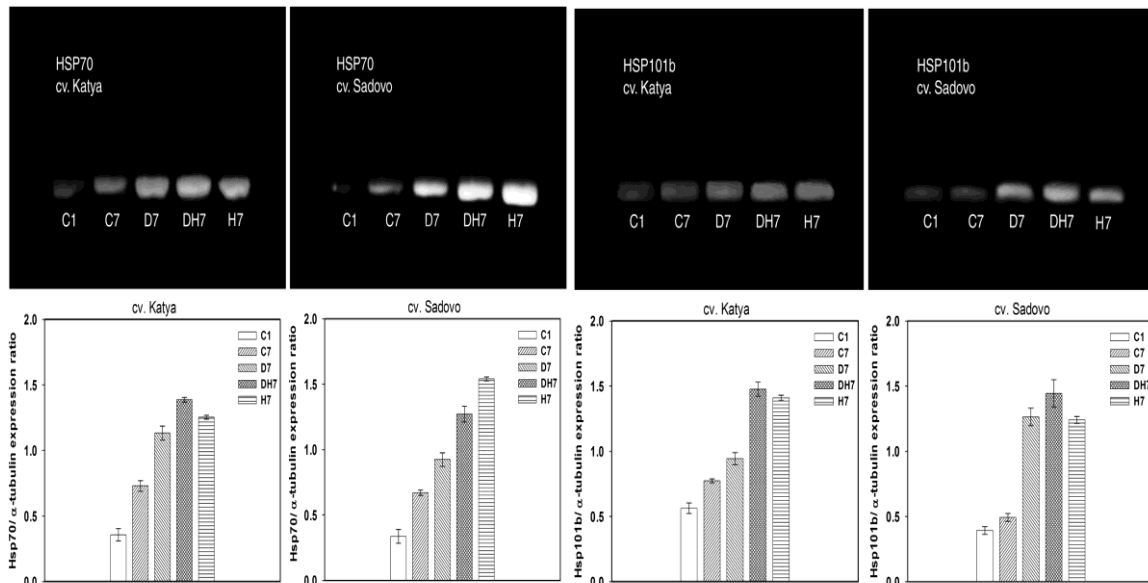 HSP70
cv. Katya
C1 C7 D7 DH7 H7
HSP70
cv. Sadovo
C1 C7 D7 DH7 H7
HSP101b
cv. Katya
C1 C7 D7 DH7 H7
HSP101b
cv. Sadovo
C1 C7 D7 DH7 H7
cv. Katya
Hsp70/ α-tubulin expression ratio
2.0
1.5
1.0
0.5
0.0
C1
C7
D7
DH7
H7
cv. Sadovo
Hsp70/ α-tubulin expression ratio
2.0
1.5
1.0
0.5
0.0
C1
C7
D7
DH7
H7
cv. Katya
Hsp101b/ α-tubulin expression ratio
2.0
1.5
1.0
0.5
0.0
C1
C7
D7
DH7
H7
cv. Sadovo
Hsp101b/ α-tubulin expression ratio
2.0
1.5
1.0
0.5
0.0
C1
C7
D7
DH7
H7